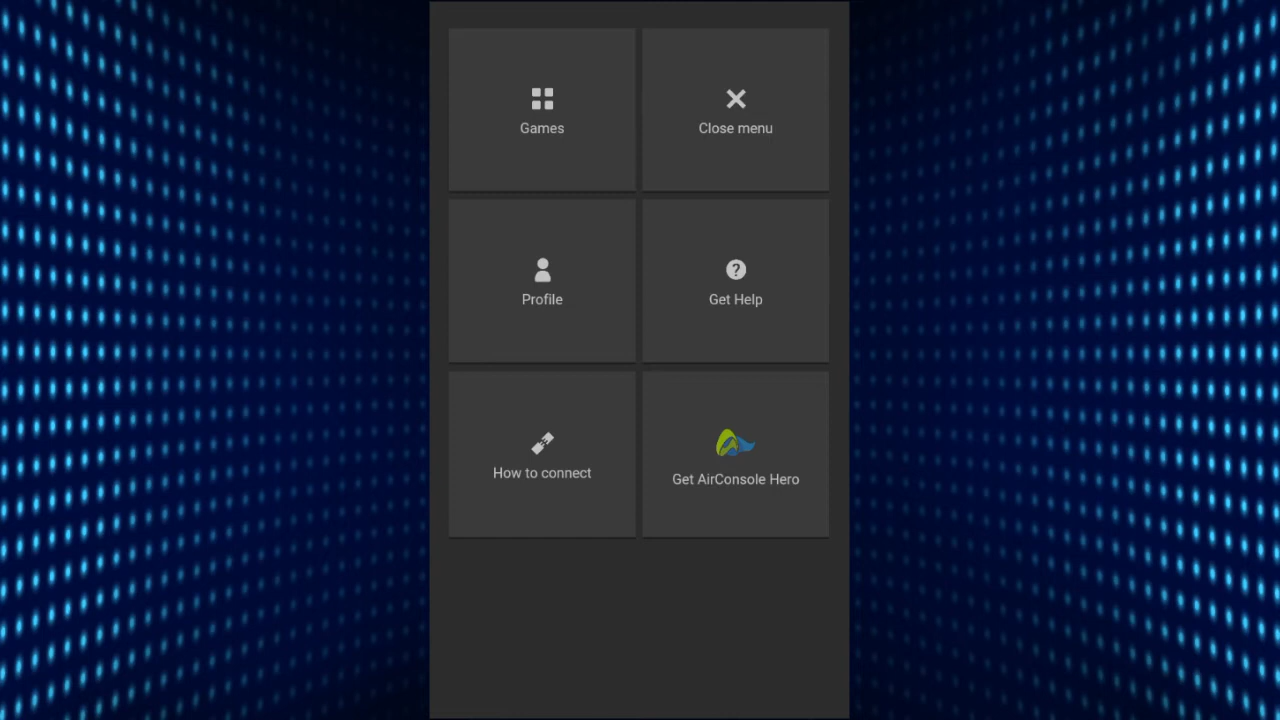 Games
Close menu
Profile
Get Help
How to connect
Get AirConsole Hero